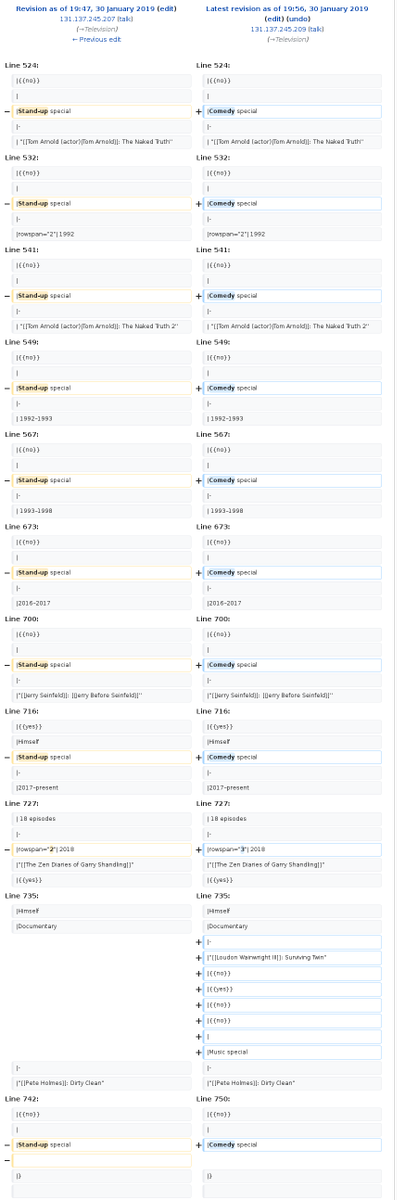 Revision as of 19:47, 30 January 2019 (edit)
131.137.245.207 (talk)
(→Television)
← Previous edit
Latest revision as of 19:56, 30 January 2019
(edit) (undo)
131.137.245.209 (talk)
(→Television)
Line 524:
Line 524:
|{{no}}
|{{no}}
|
|
− |Stand-up special
+ |Comedy special
|-
|-
| "[[Tom Arnold (actor)|Tom Arnold]]: The Naked Truth"
| "[[Tom Arnold (actor)|Tom Arnold]]: The Naked Truth"
Line 532:
Line 532:
|{{no}}
|{{no}}
|
|
− |Stand-up special
+ |Comedy special
|-
|-
|rowspan="2"| 1992
|rowspan="2"| 1992
Line 541:
Line 541:
|{{no}}
|{{no}}
|
|
− |Stand-up special
+ |Comedy special
|-
|-
| "[[Tom Arnold (actor)|Tom Arnold]]: The Naked Truth 2"
| "[[Tom Arnold (actor)|Tom Arnold]]: The Naked Truth 2"
Line 549:
Line 549:
|{{no}}
|{{no}}
|
|
− |Stand-up special
+ |Comedy special
|-
|-
| 1992–1993
| 1992–1993
Line 567:
Line 567:
|{{no}}
|{{no}}
|
|
− |Stand-up special
+ |Comedy special
|-
|-
| 1993–1998
| 1993–1998
Line 673:
Line 673:
|{{no}}
|{{no}}
|
|
− |Stand-up special
+ |Comedy special
|-
|-
|2016–2017
|2016–2017
Line 700:
Line 700:
|{{no}}
|{{no}}
|
|
− |Stand-up special
+ |Comedy special
|-
|-
|"[[Jerry Seinfeld]]: [[Jerry Before Seinfeld]]"
|"[[Jerry Seinfeld]]: [[Jerry Before Seinfeld]]"
Line 716:
Line 716:
|{{yes}}
|{{yes}}
|Himself
|Himself
− |Stand-up special
+ |Comedy special
|-
|-
|2017–present
|2017–present
Line 727:
Line 727:
| 18 episodes
| 18 episodes
|-
|-
− |rowspan="2"| 2018
+ |rowspan="3"| 2018
|"[[The Zen Diaries of Garry Shandling]]"
|"[[The Zen Diaries of Garry Shandling]]"
|{{yes}}
|{{yes}}
Line 735:
Line 735:
|Himself
|Himself
|Documentary
|Documentary
+ |-
+ |"[[Loudon Wainwright III]]: Surviving Twin"
+ |{{no}}
+ |{{yes}}
+ |{{no}}
+ |{{no}}
+ |
+ |Music special
|-
|-
|"[[Pete Holmes]]: Dirty Clean"
|"[[Pete Holmes]]: Dirty Clean"
Line 742:
Line 750:
|{{no}}
|{{no}}
|
|
− |Stand-up special
+ |Comedy special
−
|}
|}